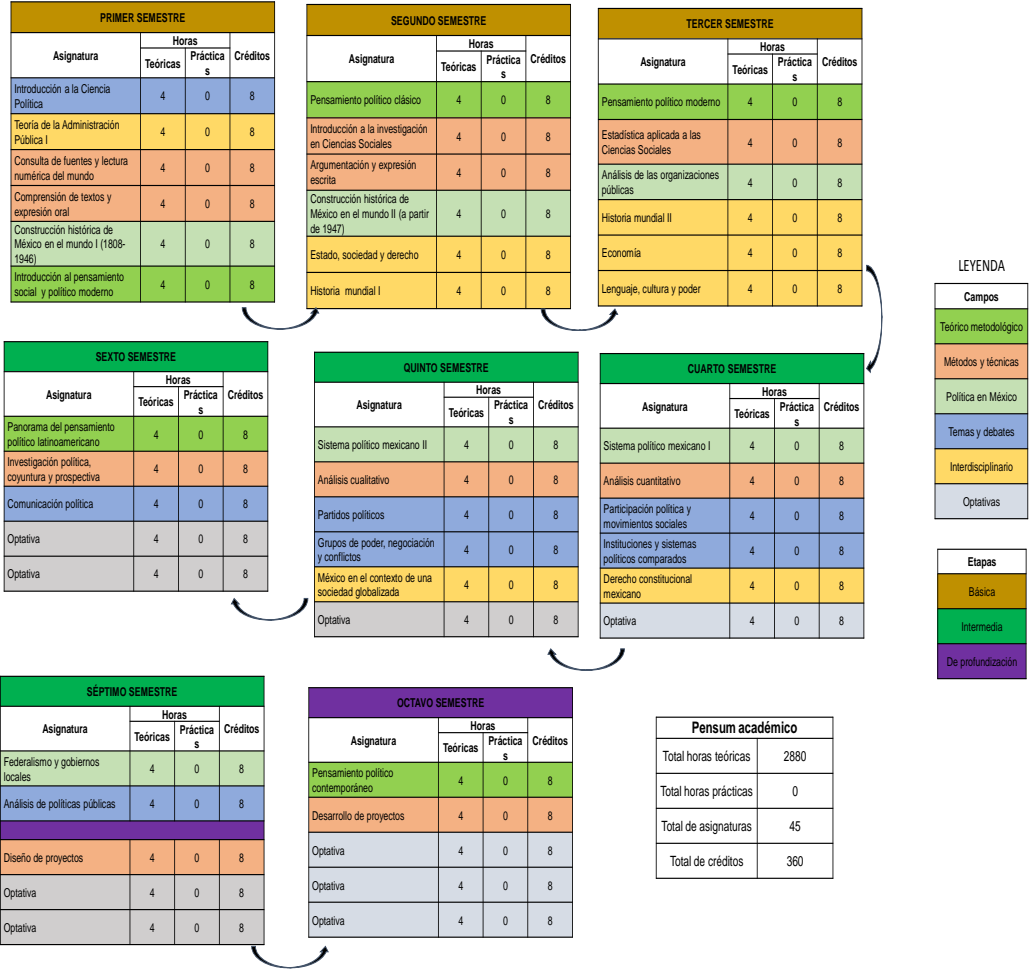 PRIMER SEMESTRE
Asignatura
Horas
Créditos
Teóricas
Práctica
s
Introducción a la Ciencia
Política
4 0 8
Teoría de la Administración
Pública I
4 0 8
Consulta de fuentes y lectura
numérica del mundo
4 0 8
Comprensión de textos y
expresión oral
4 0 8
Construcción histórica de
México en el mundo I (1808-
1946)
4 0 8
Introducción al pensamiento
social y político moderno
4 0 8
SEGUNDO SEMESTRE
Asignatura
Horas
Créditos
Teóricas
Práctica
s
Pensamiento político clásico 4 0 8
Introducción a la investigación
en Ciencias Sociales
4 0 8
Argumentación y expresión
escrita
4 0 8
Construcción histórica de
México en el mundo II (a partir
de 1947)
4 0 8
Estado, sociedad y derecho 4 0 8
Historia mundial I 4 0 8
TERCER SEMESTRE
Asignatura
Horas
Créditos
Teóricas
Práctica
s
Pensamiento político moderno 4 0 8
Estadística aplicada a las
Ciencias Sociales
4 0 8
Análisis de las organizaciones
públicas
4 0 8
Historia mundial II 4 0 8
Economía 4 0 8
Lenguaje, cultura y poder 4 0 8
LEYENDA
Campos
Teórico metodológico
Métodos y técnicas
Política en México
Temas y debates
Interdisciplinario
Optativas
Etapas
Básica
Intermedia
De profundización
SEXTO SEMESTRE
Asignatura
Horas
Créditos
Teóricas
Práctica
s
Panorama del pensamiento
político latinoamericano
4 0 8
Investigación política,
coyuntura y prospectiva
4 0 8
Comunicación política 4 0 8
Optativa 4 0 8
Optativa 4 0 8
QUINTO SEMESTRE
Asignatura
Horas
Créditos
Teóricas
Práctica
s
Sistema político mexicano II 4 0 8
Análisis cualitativo 4 0 8
Partidos políticos 4 0 8
Grupos de poder, negociación
y conflictos
4 0 8
México en el contexto de una
sociedad globalizada
4 0 8
Optativa 4 0 8
CUARTO SEMESTRE
Asignatura
Horas
Créditos
Teóricas
Práctica
s
Sistema político mexicano I 4 0 8
Análisis cuantitativo 4 0 8
Participación política y
movimientos sociales
4 0 8
Instituciones y sistemas
políticos comparados
4 0 8
Derecho constitucional
mexicano
4 0 8
Optativa 4 0 8
SÉPTIMO SEMESTRE
Asignatura
Horas
Créditos
Teóricas
Práctica
s
Federalismo y gobiernos
locales
4 0 8
Análisis de políticas públicas 4 0 8
Diseño de proyectos 4 0 8
Optativa 4 0 8
Optativa 4 0 8
OCTAVO SEMESTRE
Asignatura
Horas
Créditos
Teóricas
Práctica
s
Pensamiento político
contemporáneo
4 0 8
Desarrollo de proyectos 4 0 8
Optativa 4 0 8
Optativa 4 0 8
Optativa 4 0 8
Pensum académico
Total horas teóricas 2880
Total horas prácticas 0
Total de asignaturas 45
Total de créditos 360